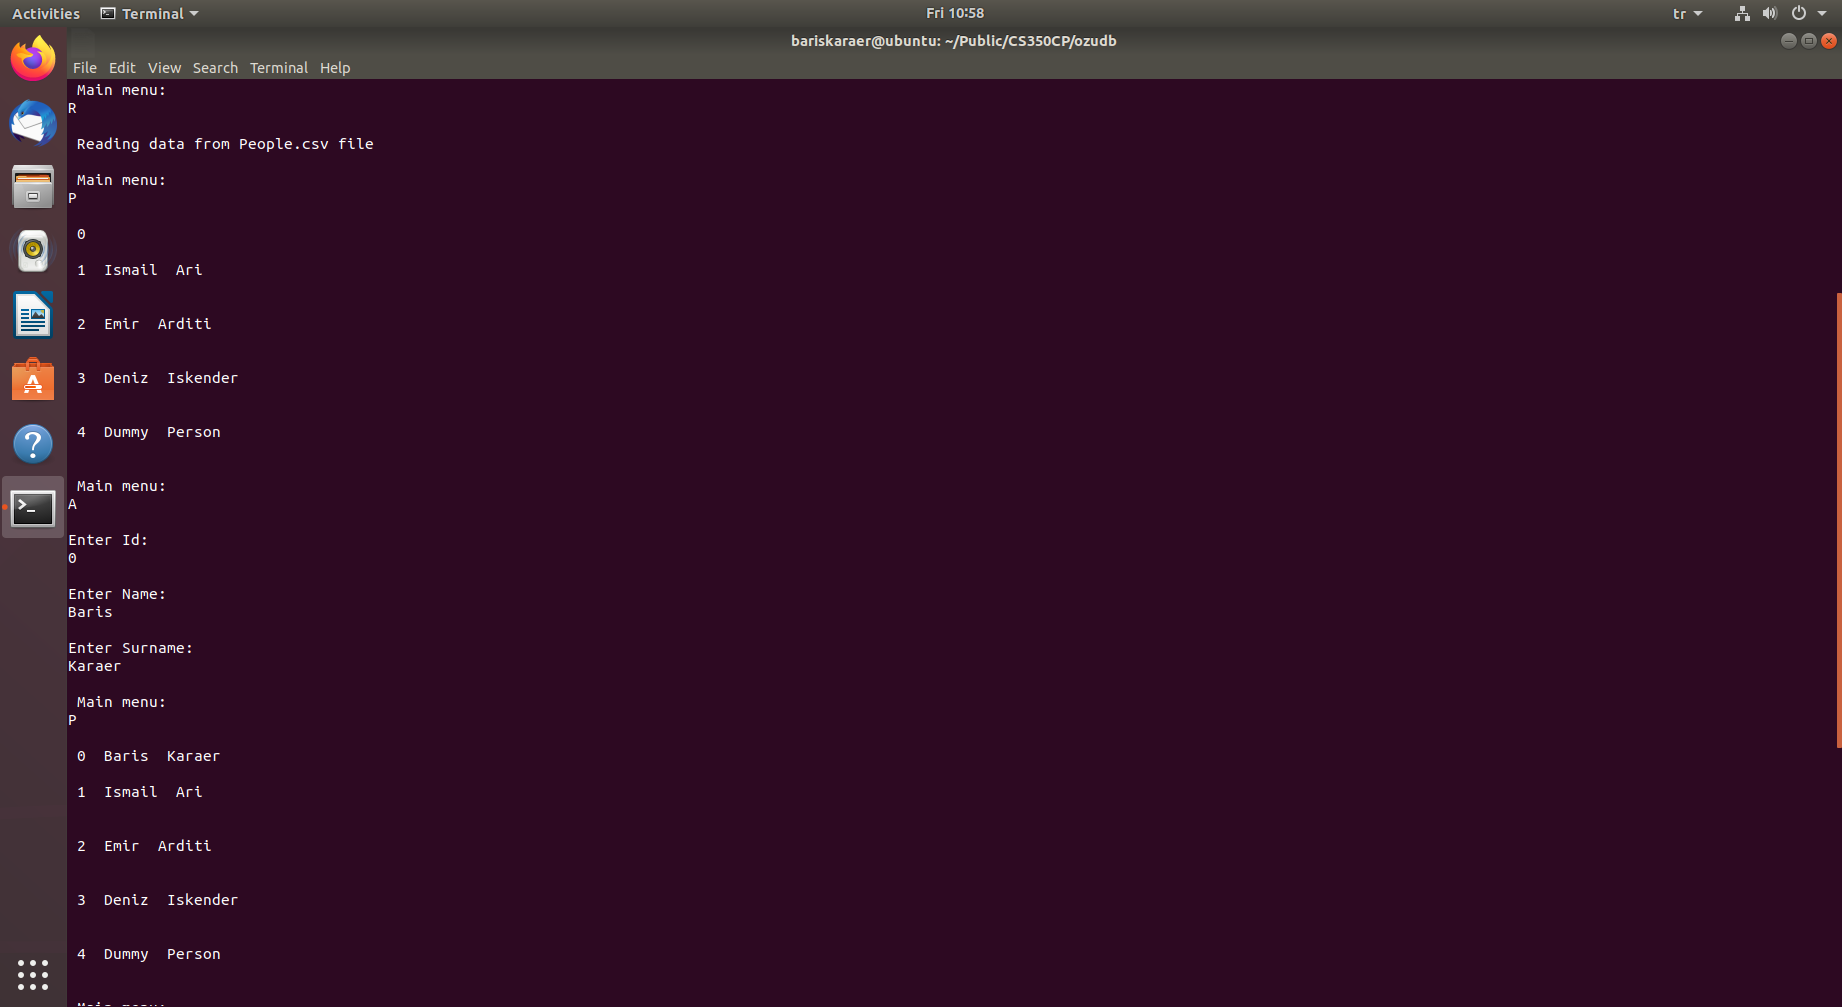 Activities Terminal Fri 10:58 tr
bariskaraer@ubuntu: ~/Public/CS350CP/ozudb
File Edit View Search Terminal Help
Main menu:
R
Reading data from People.csv file
Main menu:
P
0
1 Ismail Ari
2 Emir Arditi
3 Deniz Iskender
4 Dummy Person
Main menu:
A
Enter Id:
0
Enter Name:
Baris
Enter Surname:
Karaer
Main menu:
P
0 Baris Karaer
1 Ismail Ari
2 Emir Arditi
3 Deniz Iskender
4 Dummy Person
Main menu: